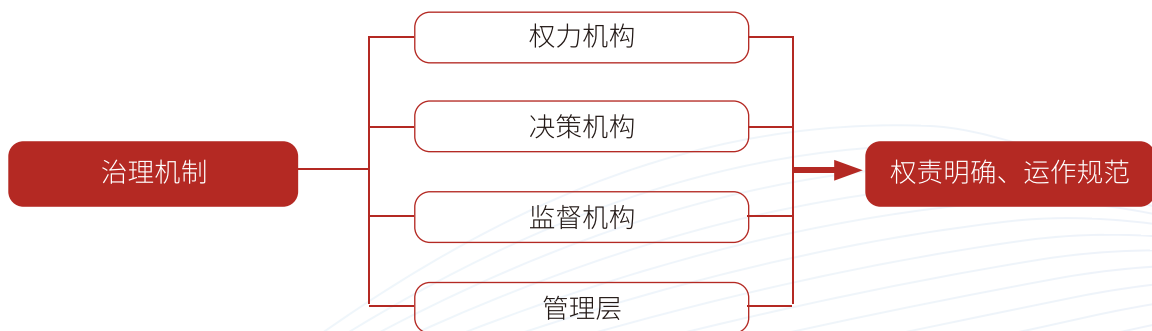 权力机构
决策机构
治理机制
权责明确、运作规范
监督机构
管理层